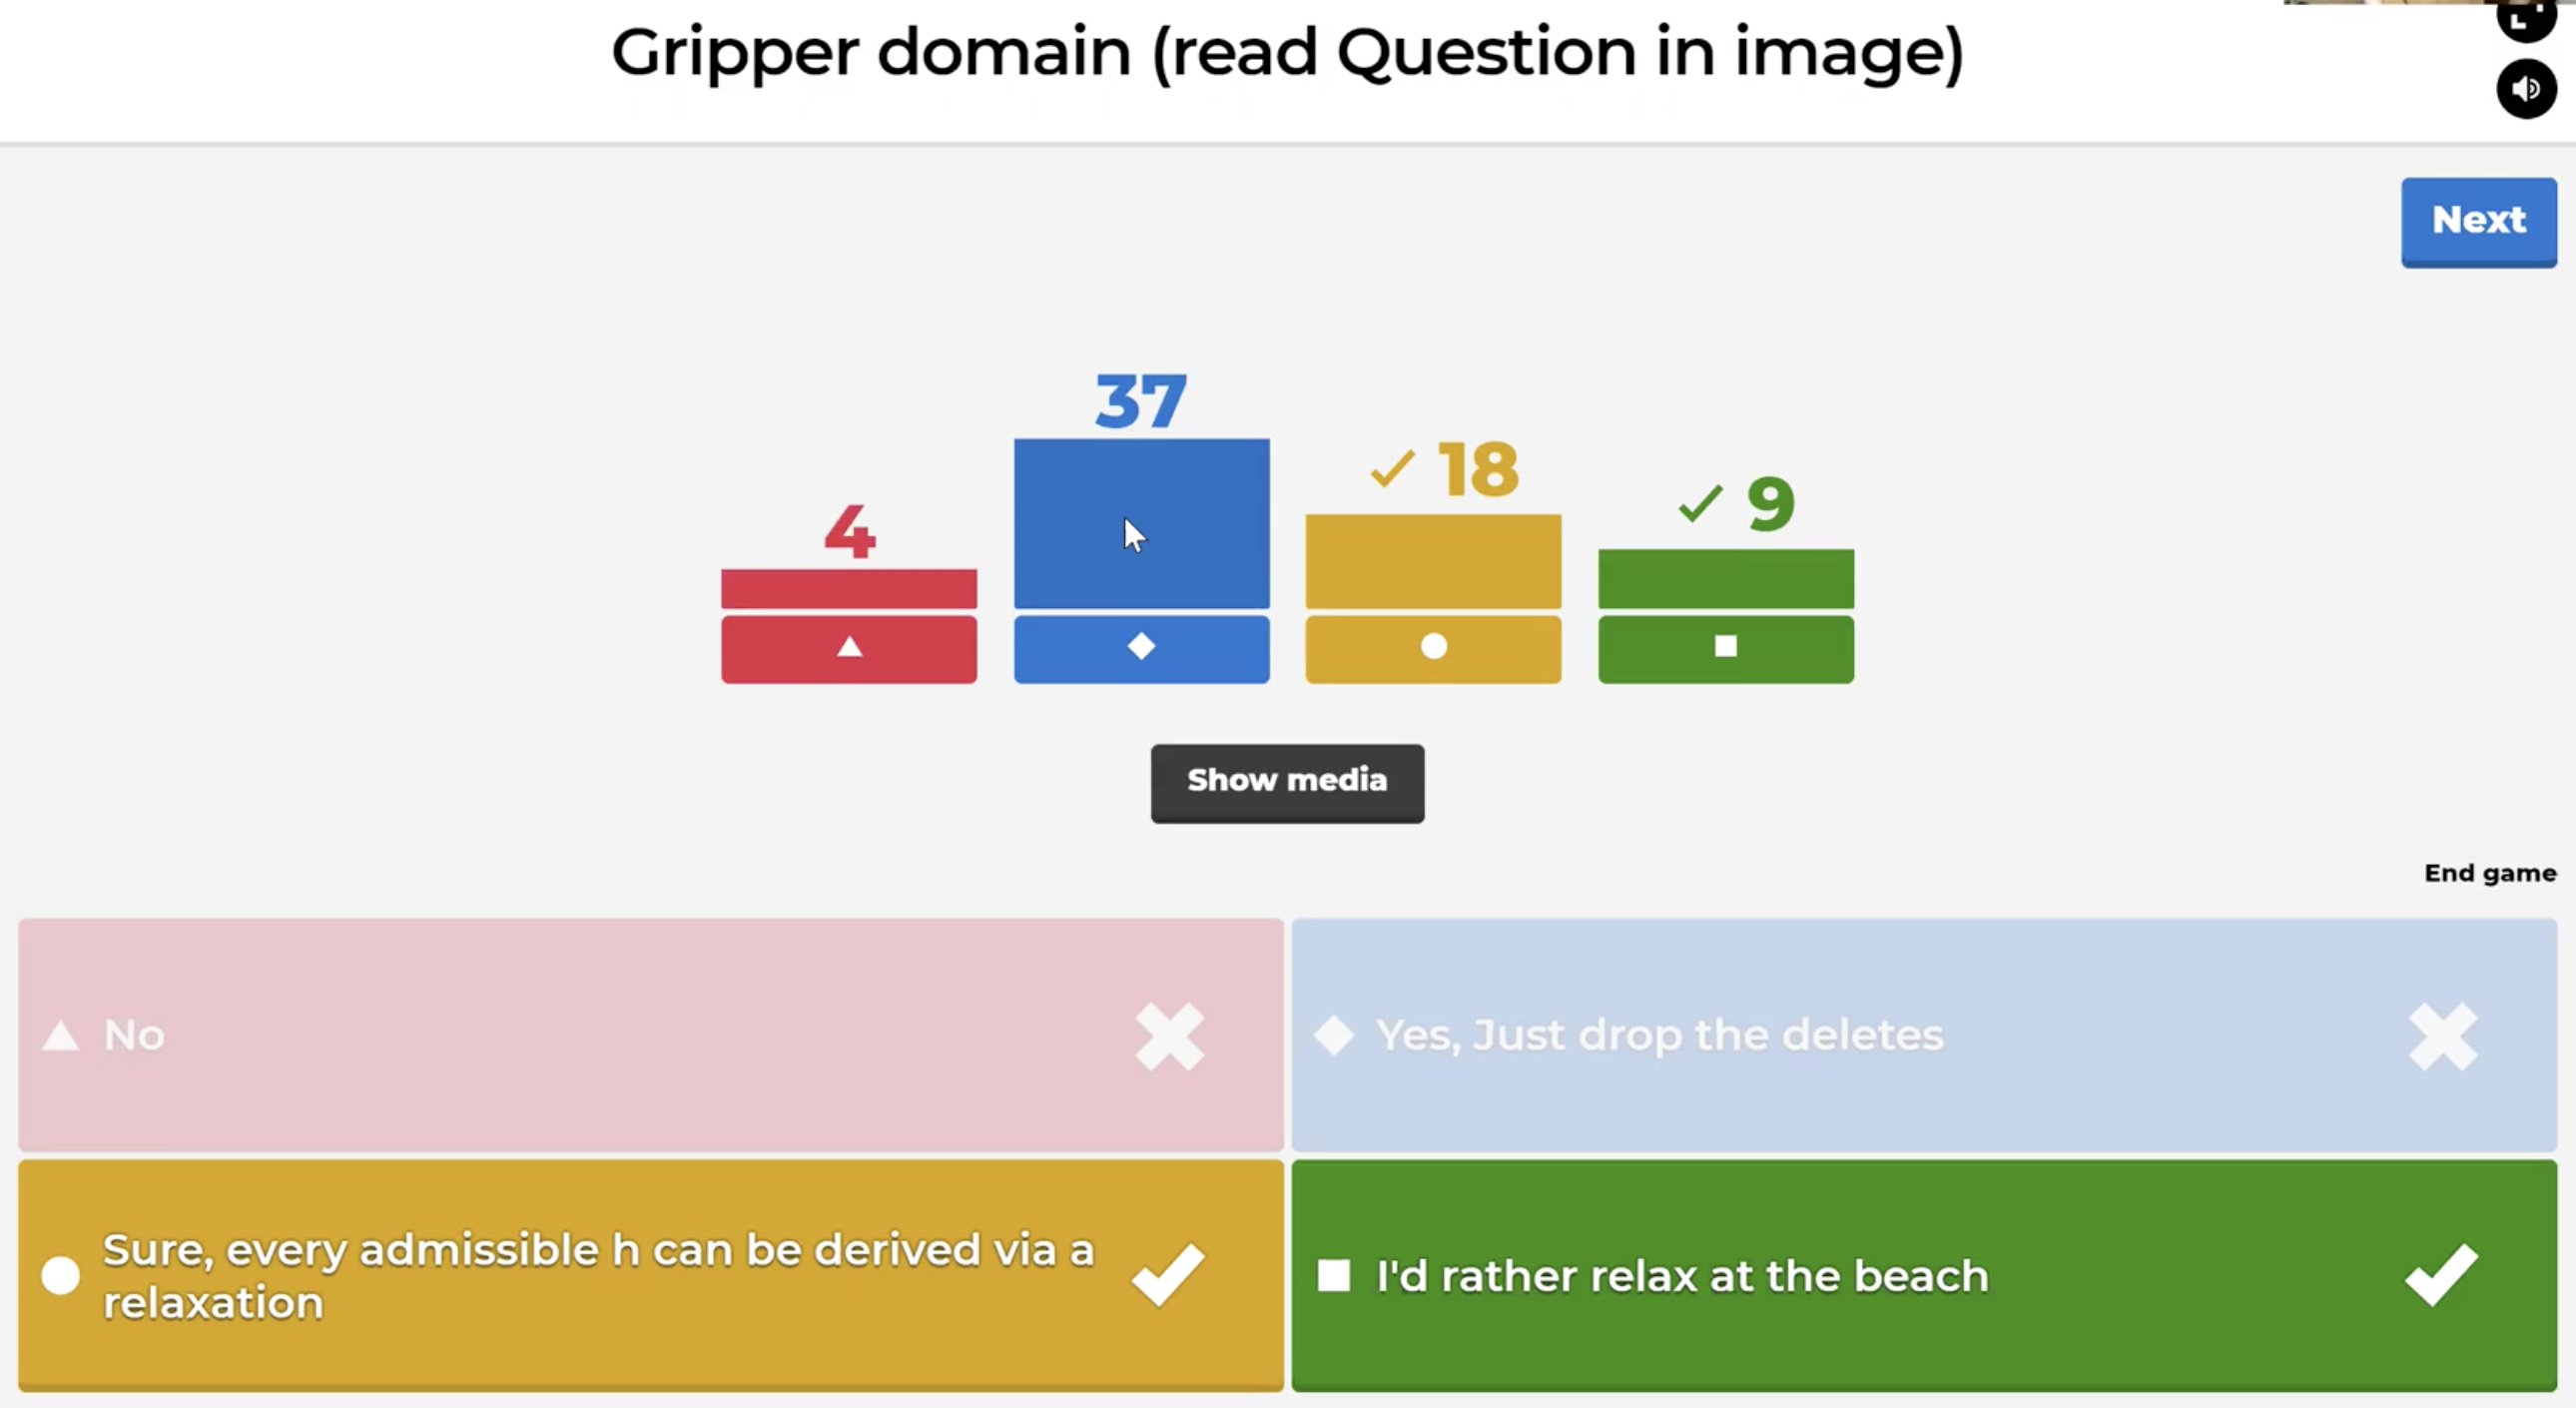 Gripper domain (read Question in image)
Next
4
37
18
9
Show media
End game
No
Yes, Just drop the deletes
Sure, every admissible h can be derived via a
relaxation
I'd rather relax at the beach